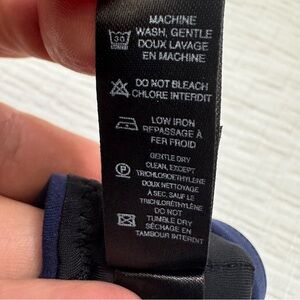 MACHINE
WASH, GENTLE
DOUX LAVAGE
EN MACHINE
30
DO NOT BLEACH
CHLORE INTERDIT
LOW IRON
REPASSAGE À
FER FROID
GENTLE DRY
CLEAN, EXCEPT
TRICHLOROETHYLENE
DOUX NETTOYAGE
A SEC, SAUF LE
TRICHLORÉTHYLÈNE
P
DO NOT
TUMBLE DRY
SÉCHAGE EN
TAMBOUR INTERDIT